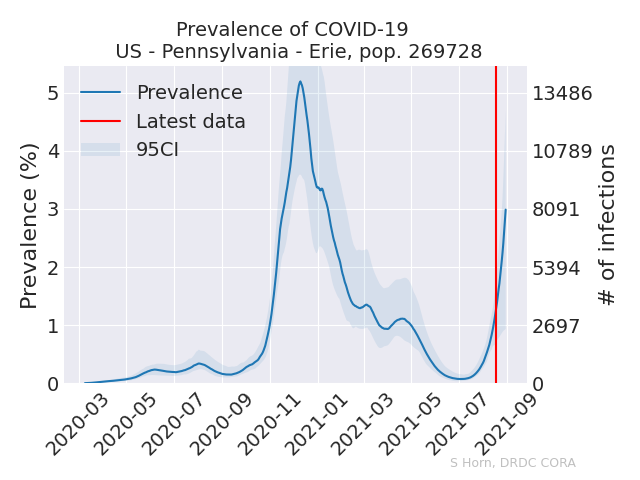 Prevalence of COVID-19
US - Pennsylvania - Erie, pop. 269728
Prevalence
Latest data
95CI
Prevalence (%)
5
4
3
2
1
0
13486
10789
8091
5394
2697
0
# of infections
2020-03
2020-05
2020-07
2020-09
2020-11
2021-01
2021-03
2021-05
2021-07
2021-09
S Horn, DRDC CORA